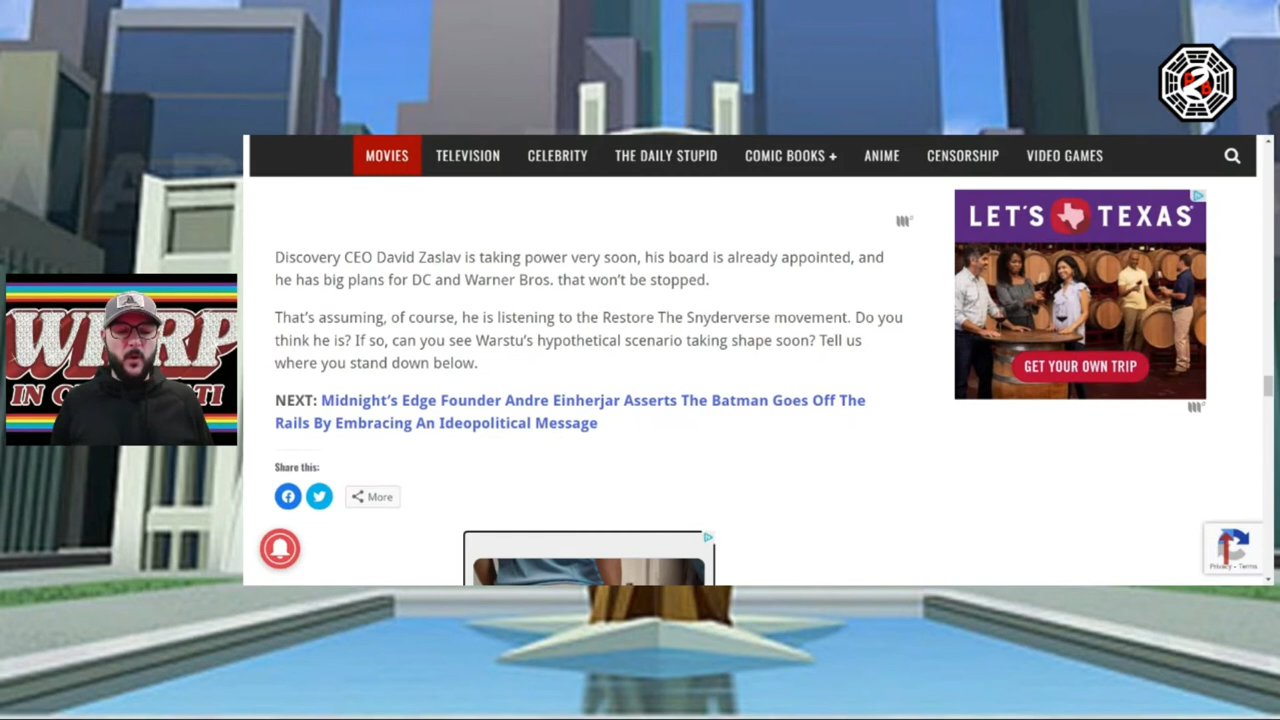 MOVIES TELEVISION CELEBRITY THE DAILY STUPID COMIC BOOKS + ANIME CENSORSHIP VIDEO GAMES
LET'S TEXAS
Discovery CEO David Zaslav is taking power very soon, his board is already appointed, and
he has big plans for DC and Warner Bros. that won't be stopped.
That's assuming, of course, he is listening to the Restore The Snyderverse movement. Do you
think he is? If so, can you see Warstu's hypothetical scenario taking shape soon? Tell us
where you stand down below.
GET YOUR OWN TRIP
NEXT: Midnight's Edge Founder Andre Einherjar Asserts The Batman Goes Off The
Rails By Embracing An Ideopolitical Message
Share this:
More
Privacy - Terms
IN